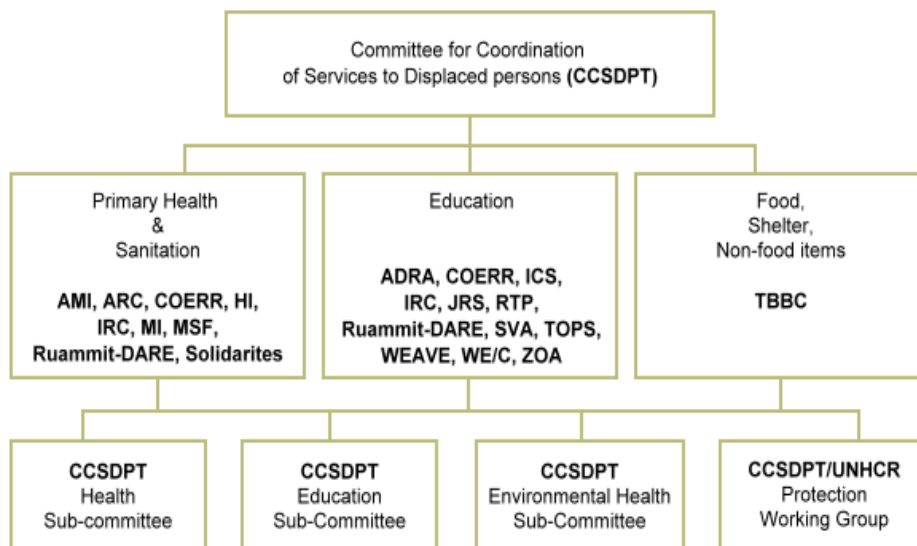 Committee for Coordination
of Services to Displaced persons (CCSDPT)
Primary Health
&
Sanitation
AMI, ARC, COERR, HI,
IRC, MI, MSF,
Ruammit-DARE, Solidarites
Education
ADRA, COERR, ICS,
IRC, JRS, RTP,
Ruammit-DARE, SVA, TOPS,
WEAVE, WE/C, ZOA
Food,
Shelter,
Non-food items
TBBC
CCSDPT
Health
Sub-committee
CCSDPT
Education
Sub-Committee
CCSDPT
Environmental Health
Sub-Committee
CCSDPT/UNHCR
Protection
Working Group